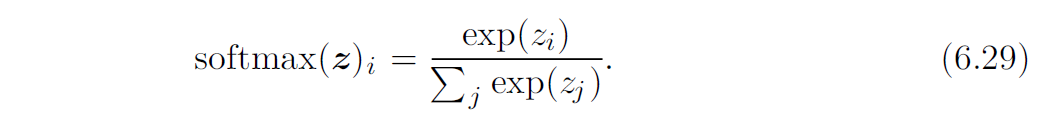 softmax(z)_i = exp(z_i) / ∑_j exp(z_j). (6.29)